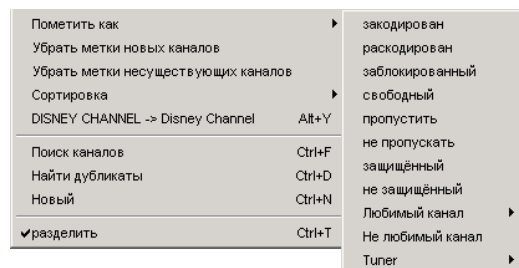 Пометить как
Убрать метки новых каналов
Убрать метки несуществующих каналов
Сортировка
DISNEY CHANNEL -> Disney Channel Alt+Y
Поиск каналов Ctrl+F
Найти дубликаты Ctrl+D
Новый Ctrl+N
разделить Ctrl+T
закодирован
раскодирован
заблокированный
свободный
пропустить
не пропускать
защищённый
не защищённый
Любимый канал
Не любимый канал
Tuner